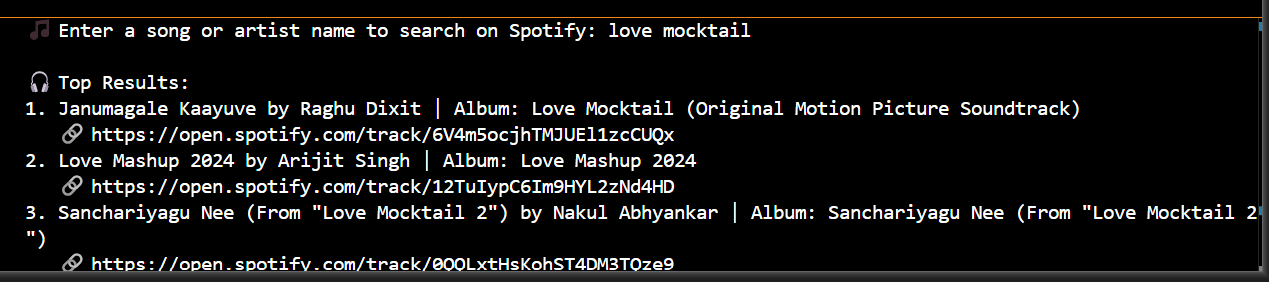 🎵 Enter a song or artist name to search on Spotify: love mocktail
🎧 Top Results:
1. Janumagale Kaayuve by Raghu Dixit | Album: Love Mocktail (Original Motion Picture Soundtrack)
🔗 https://open.spotify.com/track/6V4m5ocjhTMJUEl1zcCUQx
2. Love Mashup 2024 by Arijit Singh | Album: Love Mashup 2024
🔗 https://open.spotify.com/track/12TuIypC6Im9HYL2zNd4HD
3. Sanchariyagu Nee (From "Love Mocktail 2") by Nakul Abhyankar | Album: Sanchariyagu Nee (From "Love Mocktail 2
")
🔗 https://open.spotify.com/track/0QQLxtHsKohST4DM3TQze9